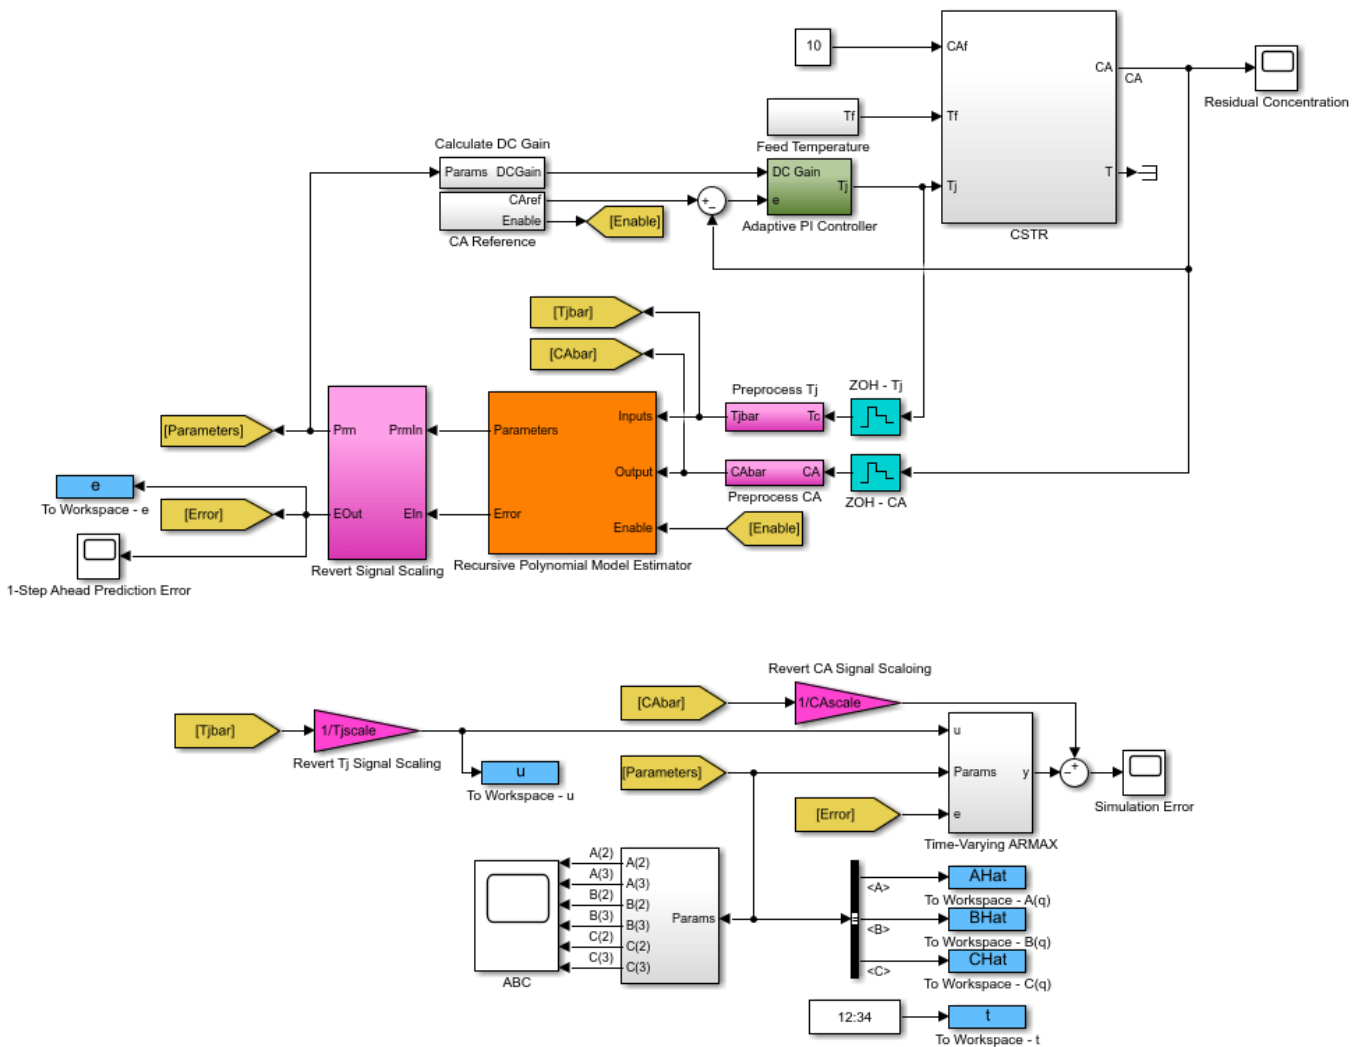 10
CAf
CA
CA
Residual Concentration
Tf
Tf
Feed Temperature
T
Calculate DC Gain
Params DCGain
DC Gain
Tj
e
Tj
CAref
Enable
[Enable]
+
−
CA Reference
Adaptive PI Controller
CSTR
[Tjbar]
[CAbar]
Preprocess Tj
ZOH - Tj
Tjbar Tc
Inputs
[Parameters]
Prm
PrmIn
Parameters
Output
CAbar CA
Preprocess CA
ZOH - CA
e
To Workspace - e
[Error]
EOut
EIn
Error
Enable
[Enable]
Revert Signal Scaling
Recursive Polynomial Model Estimator
1-Step Ahead Prediction Error
Revert CA Signal Scaloing
[CAbar]
1/CAscale
[Tjbar]
1/Tjscale
Revert Tj Signal Scaling
u
u
To Workspace - u
[Parameters]
Params
y
−
+
Simulation Error
[Error]
e
Time-Varying ARMAX
A(2)
A(3)
B(2)
B(3)
C(2)
C(3)
A(2)
A(3)
B(2)
B(3)
C(2)
C(3)
Params
ABC
<A>
<B>
<C>
AHat
To Workspace - A(q)
BHat
To Workspace - B(q)
CHat
To Workspace - C(q)
12:34
t
To Workspace - t